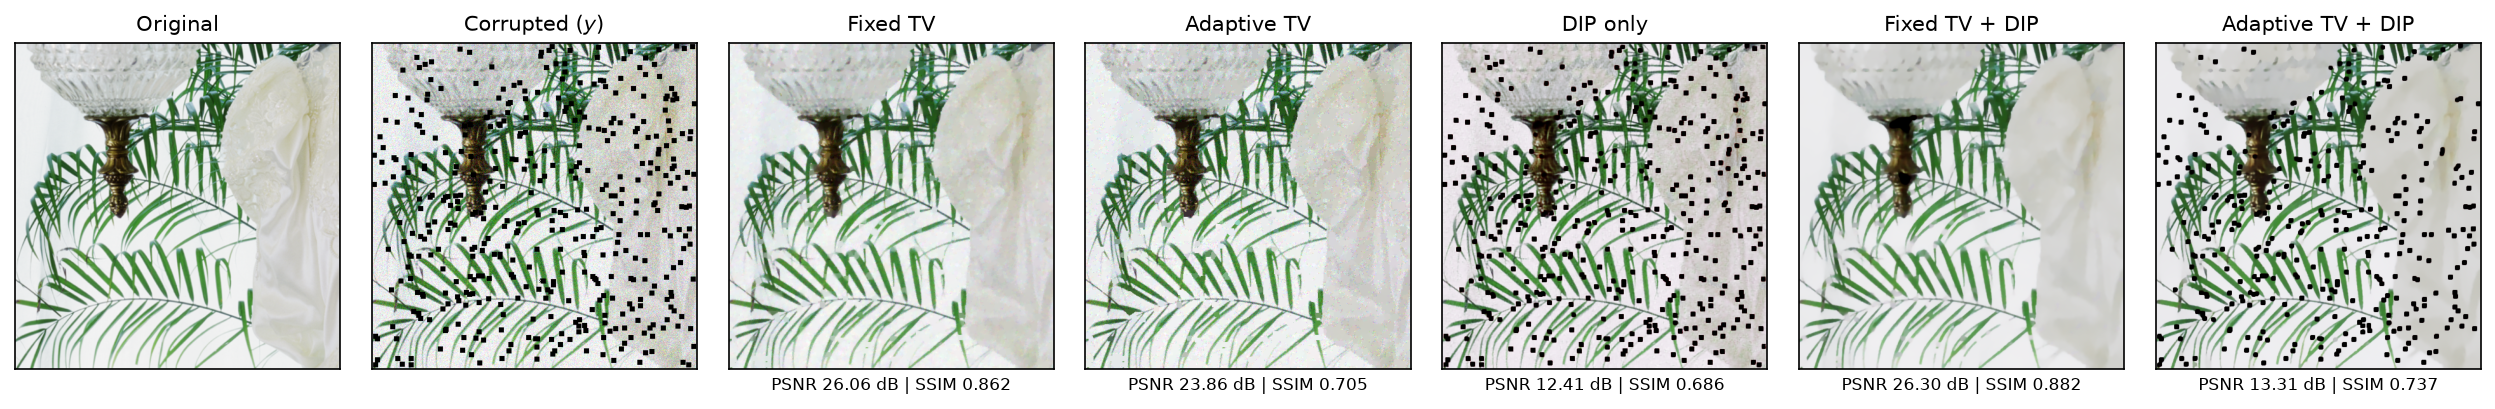 Original
Corrupted (y)
Fixed TV
Adaptive TV
DIP only
Fixed TV + DIP
Adaptive TV + DIP
PSNR 26.06 dB | SSIM 0.862
PSNR 23.86 dB | SSIM 0.705
PSNR 12.41 dB | SSIM 0.686
PSNR 26.30 dB | SSIM 0.882
PSNR 13.31 dB | SSIM 0.737